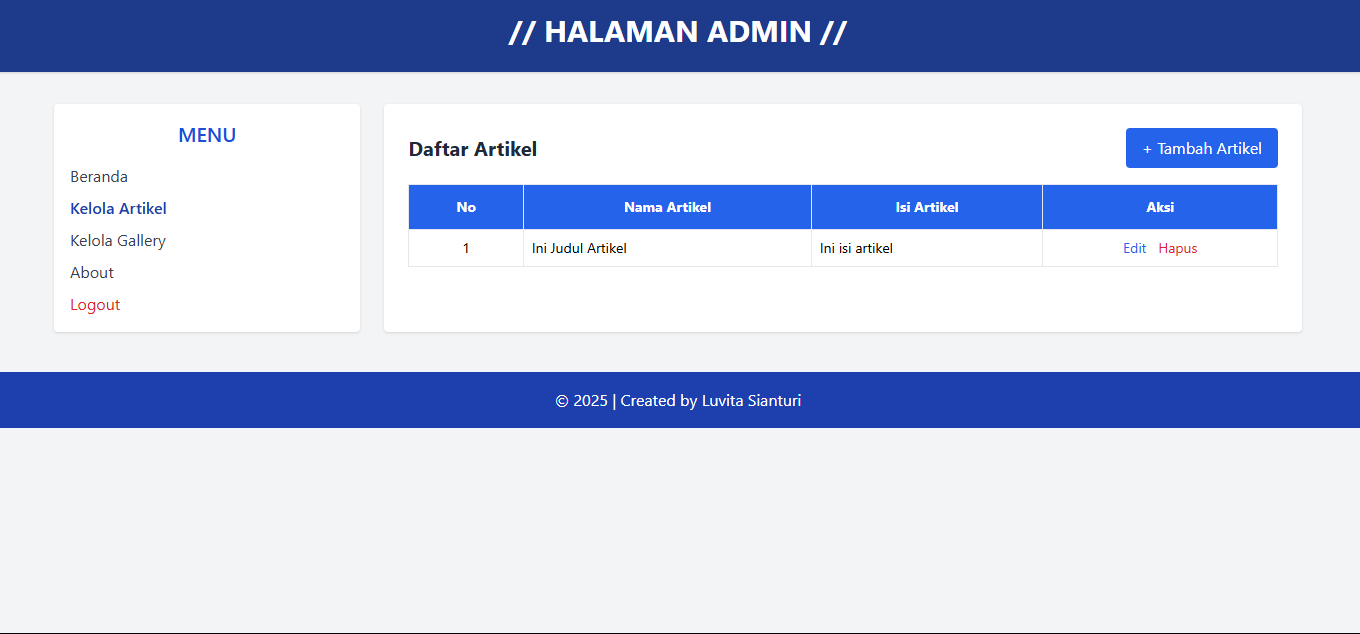 // HALAMAN ADMIN //
MENU
Beranda
Kelola Artikel
Kelola Gallery
About
Logout
Daftar Artikel
+ Tambah Artikel
No Nama Artikel Isi Artikel Aksi
1 Ini Judul Artikel Ini isi artikel Edit Hapus
© 2025 | Created by Luvita Sianturi